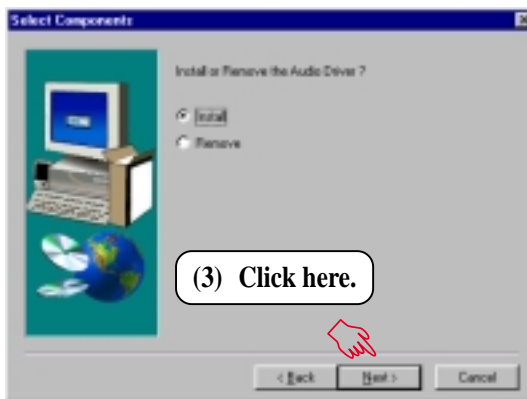 Select Components
Install or Remove the Audio Driver ?
Install
Remove
(3) Click here.
< Back
Next >
Cancel